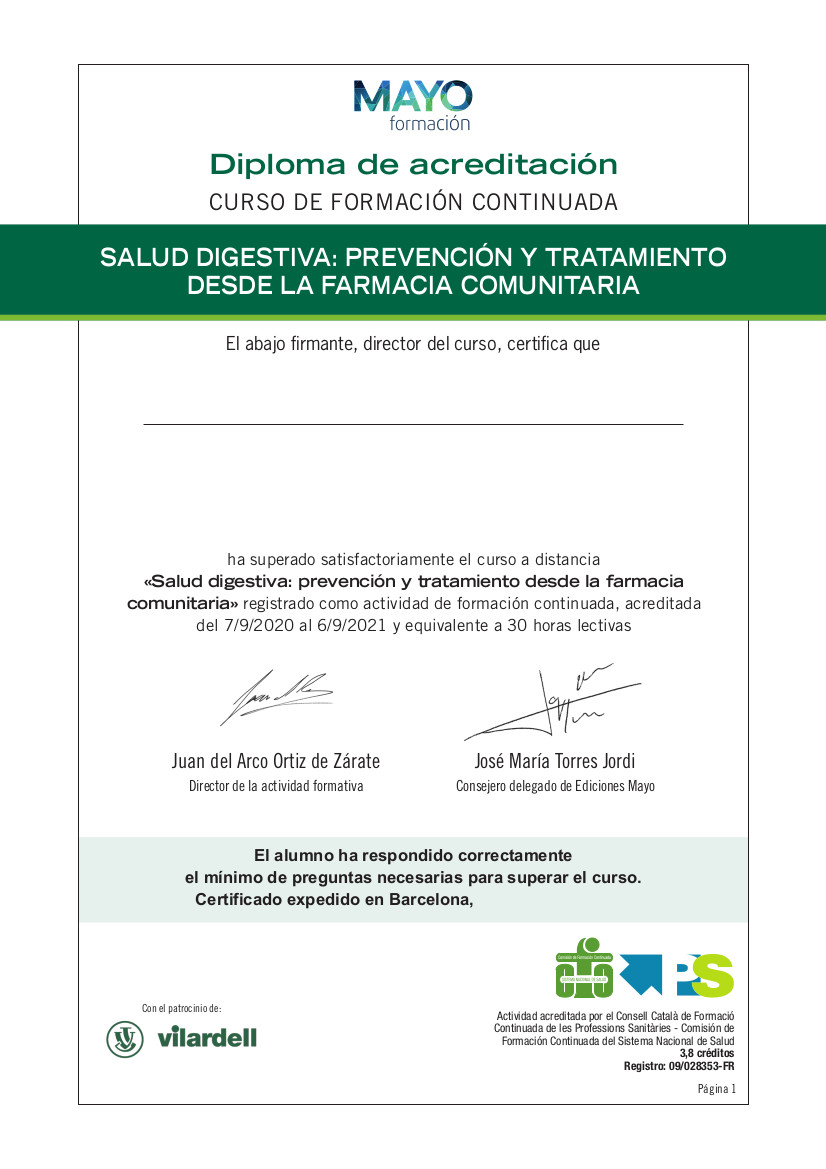 MAYO
formación
Diploma de acreditación
CURSO DE FORMACIÓN CONTINUADA
SALUD DIGESTIVA: PREVENCIÓN Y TRATAMIENTO
DESDE LA FARMACIA COMUNITARIA
El abajo firmante, director del curso, certifica que
ha superado satisfactoriamente el curso a distancia
«Salud digestiva: prevención y tratamiento desde la farmacia
comunitaria» registrado como actividad de formación continuada, acreditada
del 7/9/2020 al 6/9/2021 y equivalente a 30 horas lectivas
Juan del Arco Ortiz de Zárate
Director de la actividad formativa
José María Torres Jordi
Consejero delegado de Ediciones Mayo
El alumno ha respondido correctamente
el mínimo de preguntas necesarias para superar el curso.
Certificado expedido en Barcelona,
Comisión de Formación Continuada
SISTEMA NACIONAL DE SALUD
PS
Con el patrocinio de:
vilardell
Actividad acreditada por el Consell Català de Formació
Continuada de les Professions Sanitàries - Comisión de
Formación Continuada del Sistema Nacional de Salud
3,8 créditos
Registro: 09/028353-FR
Página 1